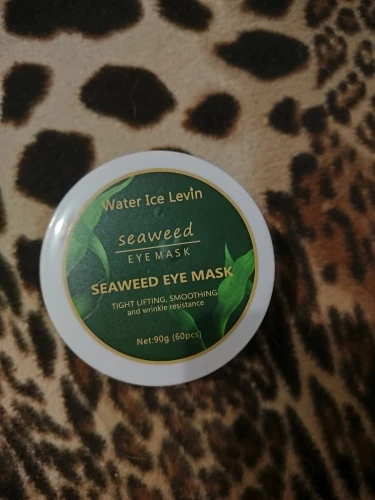 Water Ice Levin
seaweed
EYE MASK
SEAWEED EYE MASK
TIGHT LIFTING, SMOOTHING
and wrinkle resistance
Net:90g (60pcs)